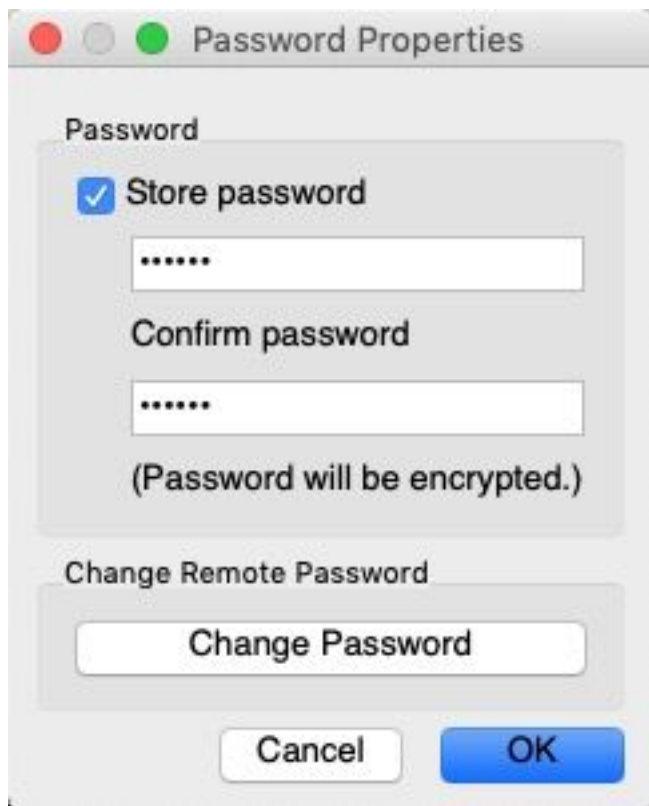 Password Properties
Password
Store password
••••••
Confirm password
••••••
(Password will be encrypted.)
Change Remote Password
Change Password
Cancel
OK